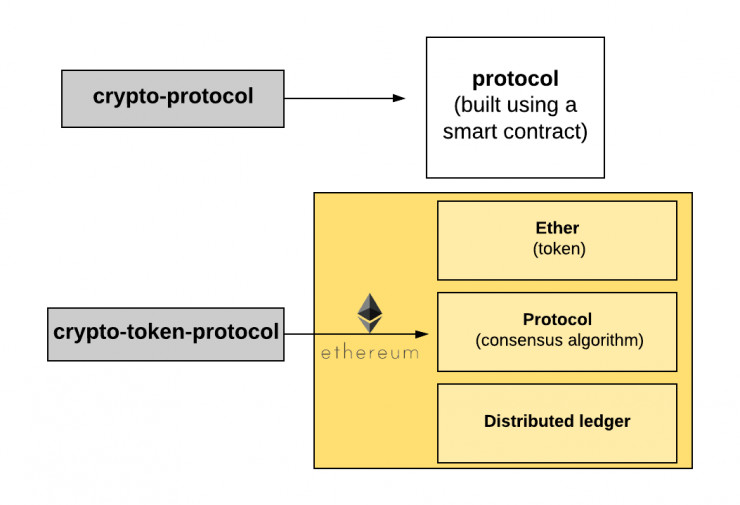 crypto-protocol
protocol
(built using a
smart contract)
Ether
(token)
crypto-token-protocol
ethereum
Protocol
(consensus algorithm)
Distributed ledger